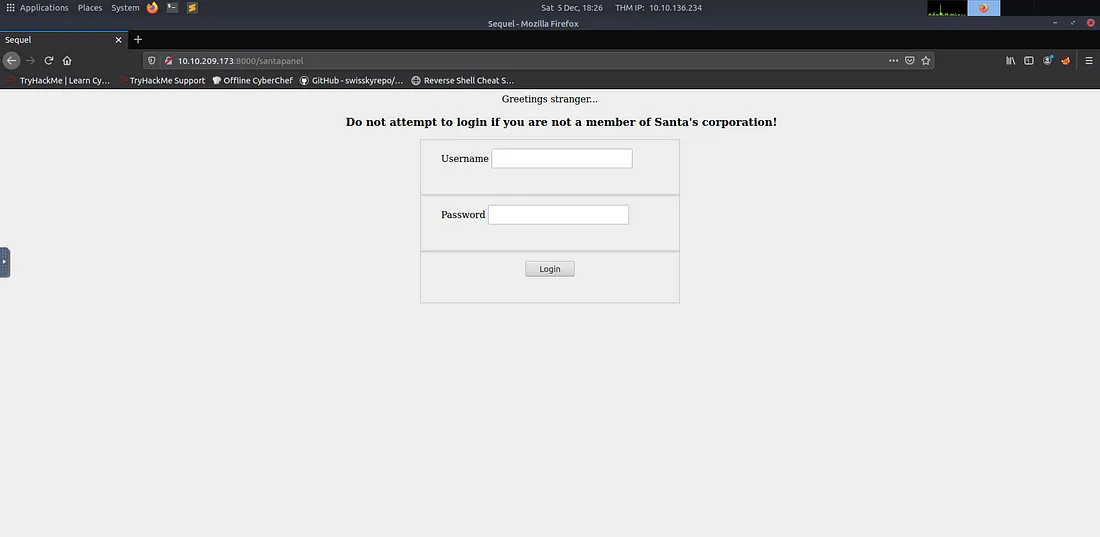 Applications Places System Sat 5 Dec, 18:26 THM IP: 10.10.136.234
Sequel - Mozilla Firefox
Sequel
10.10.209.173:8000/santapanel
TryHackMe | Learn Cy… TryHackMe Support Offline CyberChef GitHub - swisskyrepo/… Reverse Shell Cheat S…
Greetings stranger...
Do not attempt to login if you are not a member of Santa's corporation!
Username
Password
Login